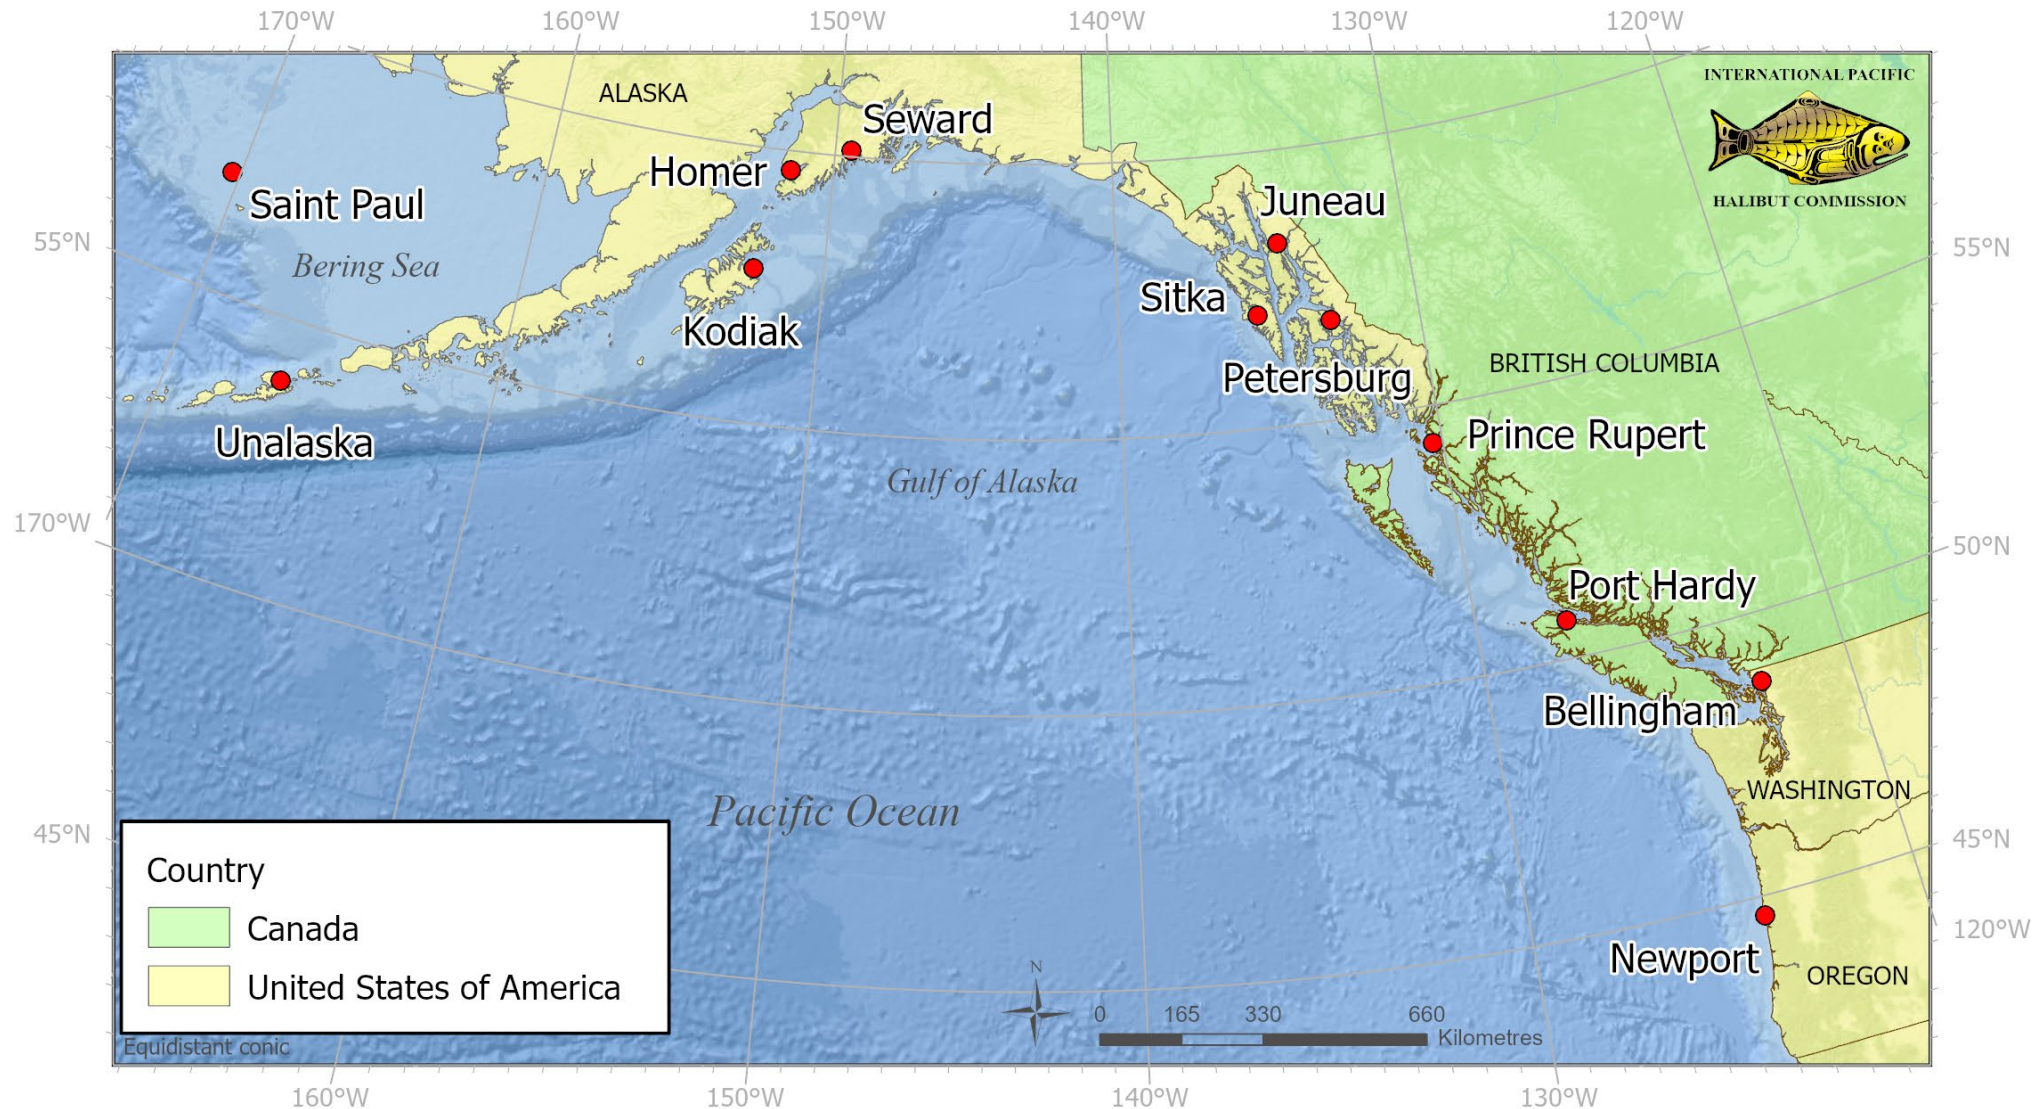 170°W
160°W
150°W
140°W
130°W
120°W
INTERNATIONAL PACIFIC
HALIBUT COMMISSION
ALASKA
Seward
Homer
Saint Paul
Juneau
55°N
55°N
Bering Sea
Sitka
Kodiak
BRITISH COLUMBIA
Petersburg
Unalaska
Prince Rupert
Gulf of Alaska
170°W
50°N
Port Hardy
Bellingham
WASHINGTON
Pacific Ocean
45°N
45°N
Country
Canada
United States of America
120°W
Newport
OREGON
N
0 165 330 660
Kilometres
Equidistant conic
160°W
150°W
140°W
130°W